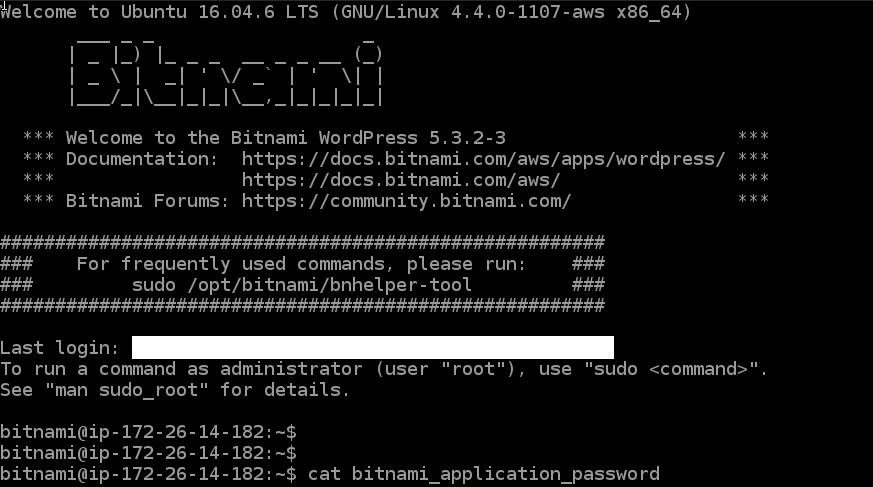 Welcome to Ubuntu 16.04.6 LTS (GNU/Linux 4.4.0-1107-aws x86_64)
Bitnami
*** Welcome to the Bitnami WordPress 5.3.2-3 ***
*** Documentation: https://docs.bitnami.com/aws/apps/wordpress/ ***
*** https://docs.bitnami.com/aws/ ***
*** Bitnami Forums: https://community.bitnami.com/ ***
#######################################################
### For frequently used commands, please run: ###
### sudo /opt/bitnami/bnhelper-tool ###
#######################################################
Last login:
To run a command as administrator (user "root"), use "sudo <command>".
See "man sudo_root" for details.
bitnami@ip-172-26-14-182:~$
bitnami@ip-172-26-14-182:~$
bitnami@ip-172-26-14-182:~$ cat bitnami_application_password